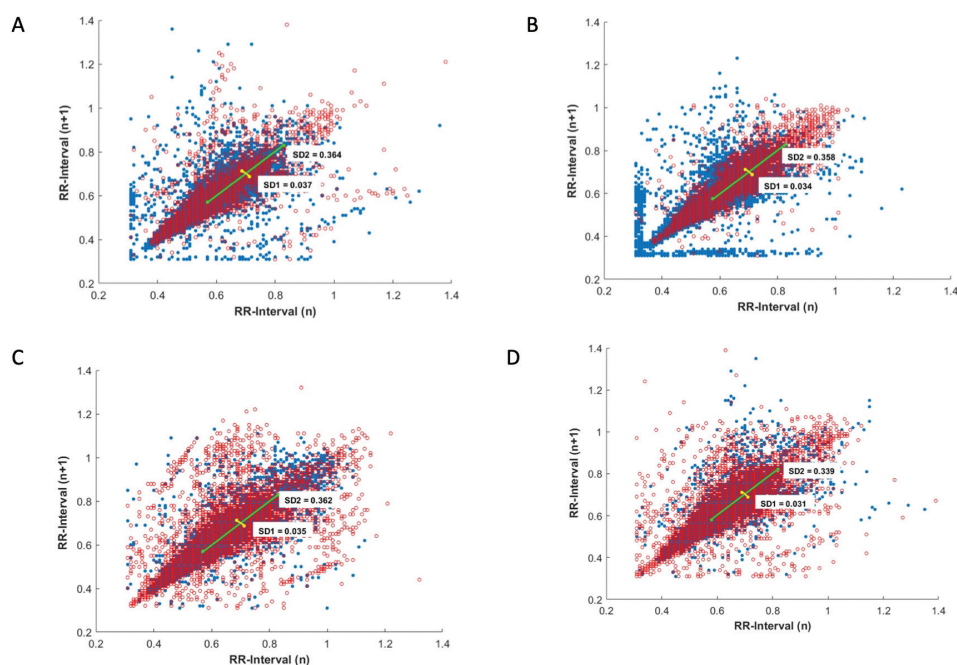 A
1.4
1.2
1
0.8
0.6
0.4
0.2
RR-Interval (n+1)
SD2 = 0.364
SD1 = 0.037
0.2 0.4 0.6 0.8 1 1.2 1.4
RR-Interval (n)
B
1.4
1.2
1
0.8
0.6
0.4
0.2
RR-Interval (n+1)
SD2 = 0.358
SD1 = 0.034
0.2 0.4 0.6 0.8 1 1.2 1.4
RR-Interval (n)
C
1.4
1.2
1
0.8
0.6
0.4
0.2
RR-Interval (n+1)
SD2 = 0.362
SD1 = 0.035
0.2 0.4 0.6 0.8 1 1.2 1.4
RR-Interval (n)
D
1.4
1.2
1
0.8
0.6
0.4
0.2
RR-Interval (n+1)
SD2 = 0.339
SD1 = 0.031
0.2 0.4 0.6 0.8 1 1.2 1.4
RR-Interval (n)